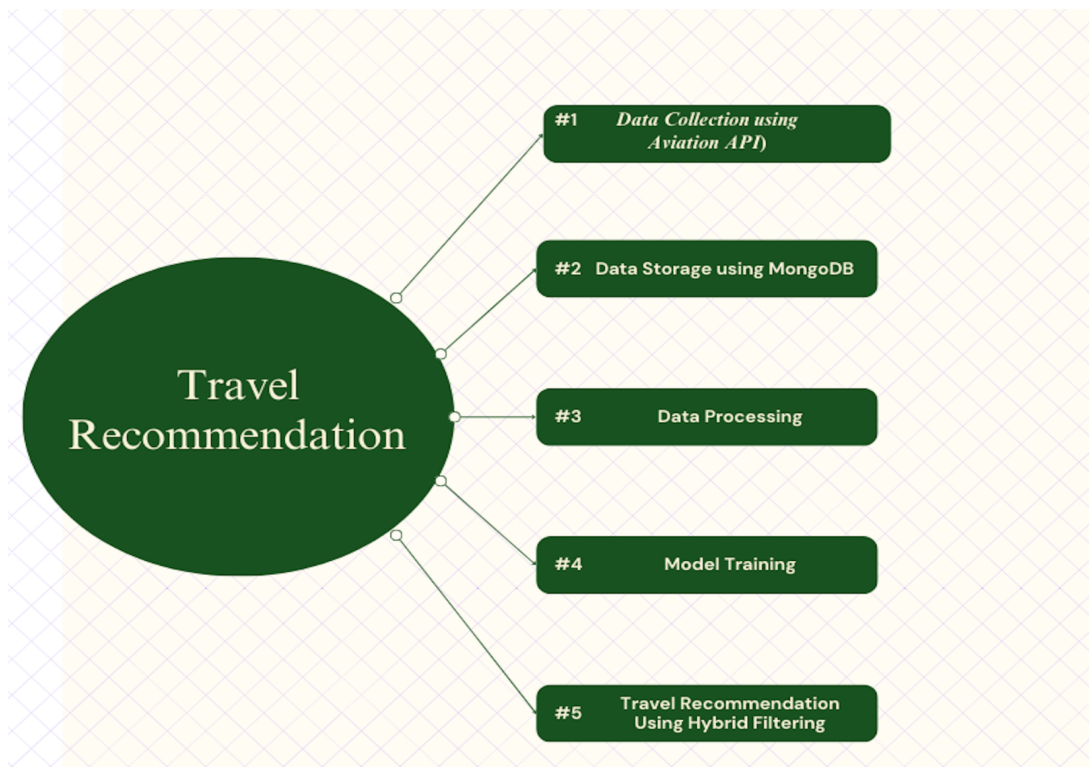 Travel
Recommendation
#1 Data Collection using
Aviation API)
#2 Data Storage using MongoDB
#3 Data Processing
#4 Model Training
#5 Travel Recommendation
Using Hybrid Filtering